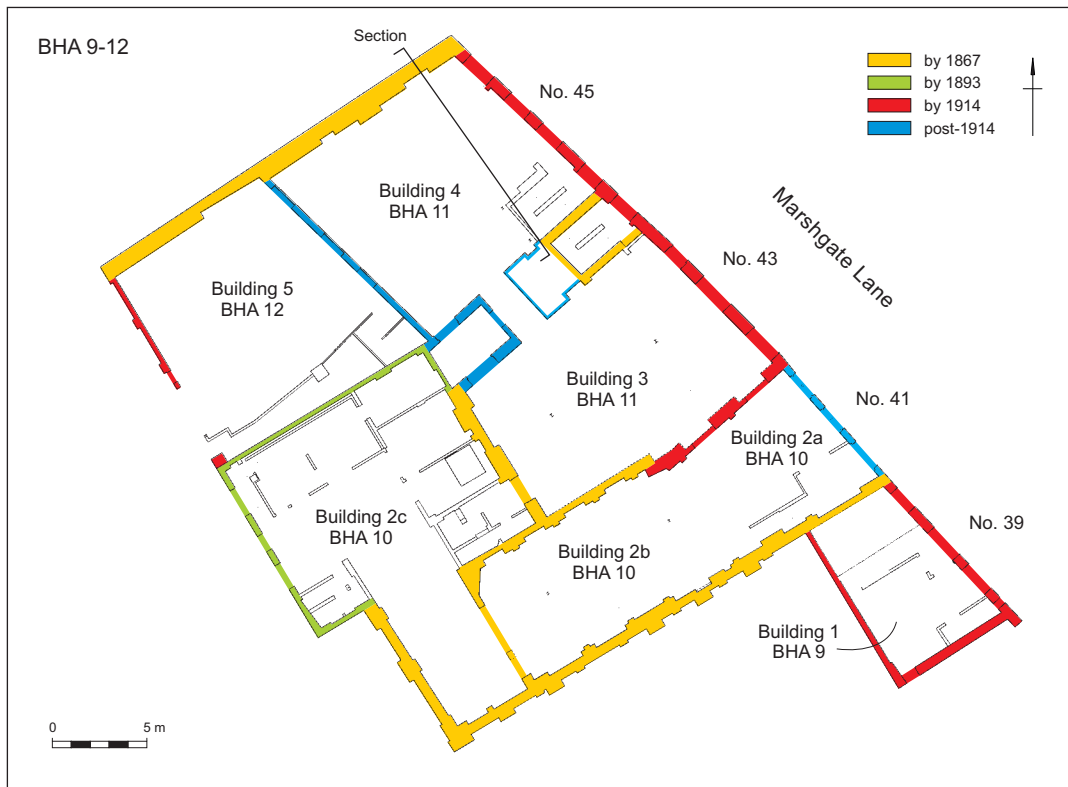 BHA 9-12
Section
by 1867
by 1893
by 1914
post-1914
No. 45
Building 4
BHA 11
Marshgate Lane
No. 43
Building 5
BHA 12
Building 3
BHA 11
No. 41
Building 2a
BHA 10
Building 2c
BHA 10
Building 2b
BHA 10
No. 39
Building 1
BHA 9
0 5 m